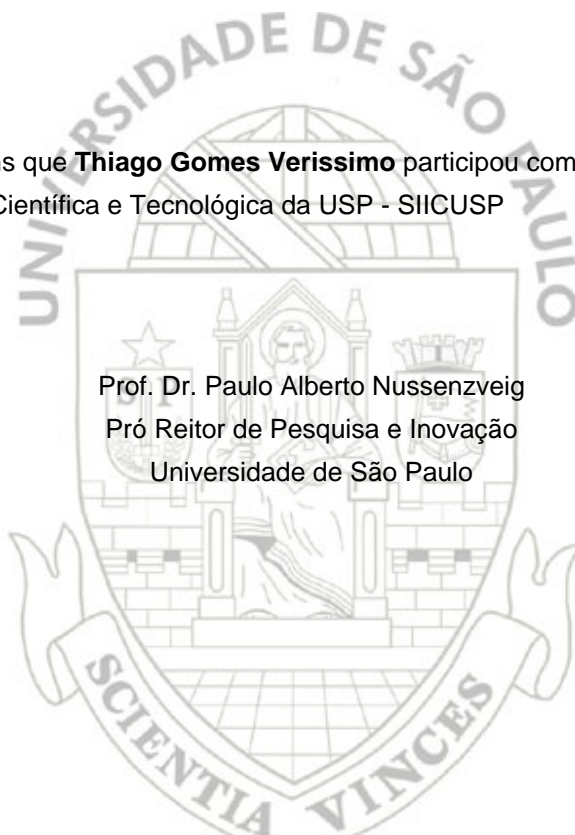 UNIVERSIDADE DE SÃO PAULO
ns que Thiago Gomes Verissimo participou com
Científica e Tecnológica da USP - SIICUSP
S P
Prof. Dr. Paulo Alberto Nussenzveig
Pró Reitor de Pesquisa e Inovação
Universidade de São Paulo
SCIENTIA VINCES